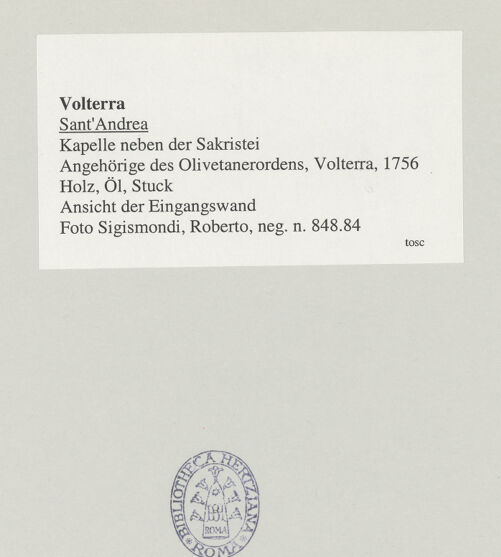 Volterra
Sant'Andrea
Kapelle neben der Sakristei
Angehörige des Olivetanerordens, Volterra, 1756
Holz, Öl, Stuck
Ansicht der Eingangswand
Foto Sigismondi, Roberto, neg. n. 848.84
tosc
BIBLIOTHECA HERTZIANA
ROMA
ROMA